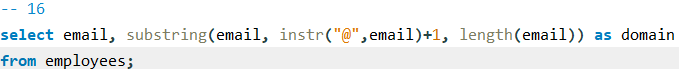 -- 16
select email, substring(email, instr("@",email)+1, length(email)) as domain
from employees;